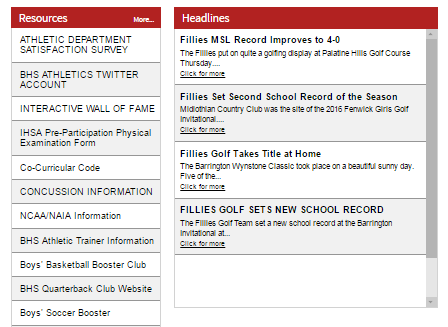 Resources
More...
ATHLETIC DEPARTMENT
SATISFACTION SURVEY
BHS ATHLETICS TWITTER
ACCOUNT
INTERACTIVE WALL OF FAME
IHSA Pre-Participation Physical
Examination Form
Co-Curricular Code
CONCUSSION INFORMATION
NCAA/NAIA Information
BHS Athletic Trainer Information
Boys' Basketball Booster Club
BHS Quarterback Club Website
Boys' Soccer Booster
Headlines
Fillies MSL Record Improves to 4-0
The Fillies put on quite a golfing display at Palatine Hills Golf Course
Thursday....
Click for more
Fillies Set Second School Record of the Season
Midlothian Country Club was the site of the 2016 Fenwick Girls Golf
Invitational....
Click for more
Fillies Golf Takes Title at Home
The Barrington Wynstone Classic took place on a beautiful sunny day.
Five of the...
Click for more
FILLIES GOLF SETS NEW SCHOOL RECORD
The Fillies Golf Team set a new school record at the Barrington
Invitational at...
Click for more